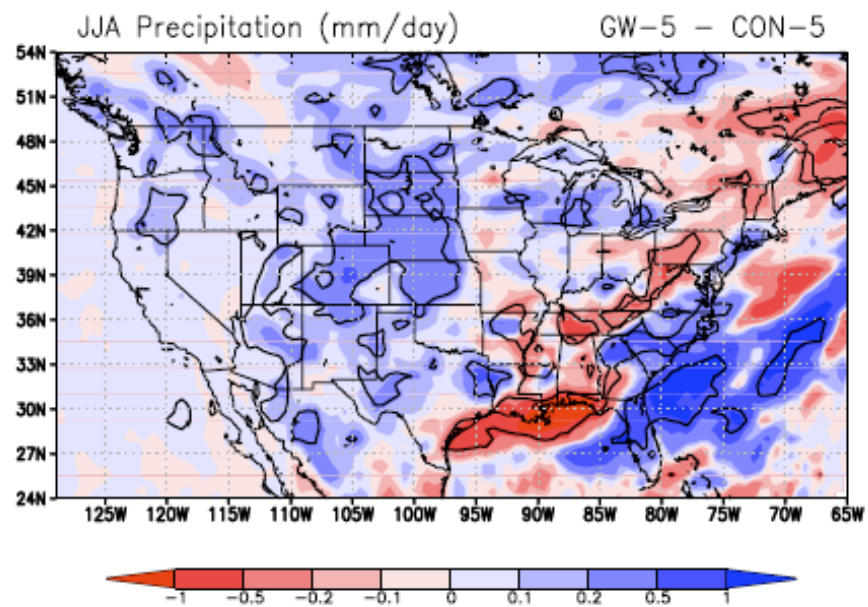 JJA Precipitation (mm/day) GW-5 - CON-5
54N
51N
48N
45N
42N
39N
36N
33N
30N
27N
24N
125W 120W 115W 110W 105W 100W 95W 90W 85W 80W 75W 70W 65W
-1 -0.5 -0.2 -0.1 0 0.1 0.2 0.5 1